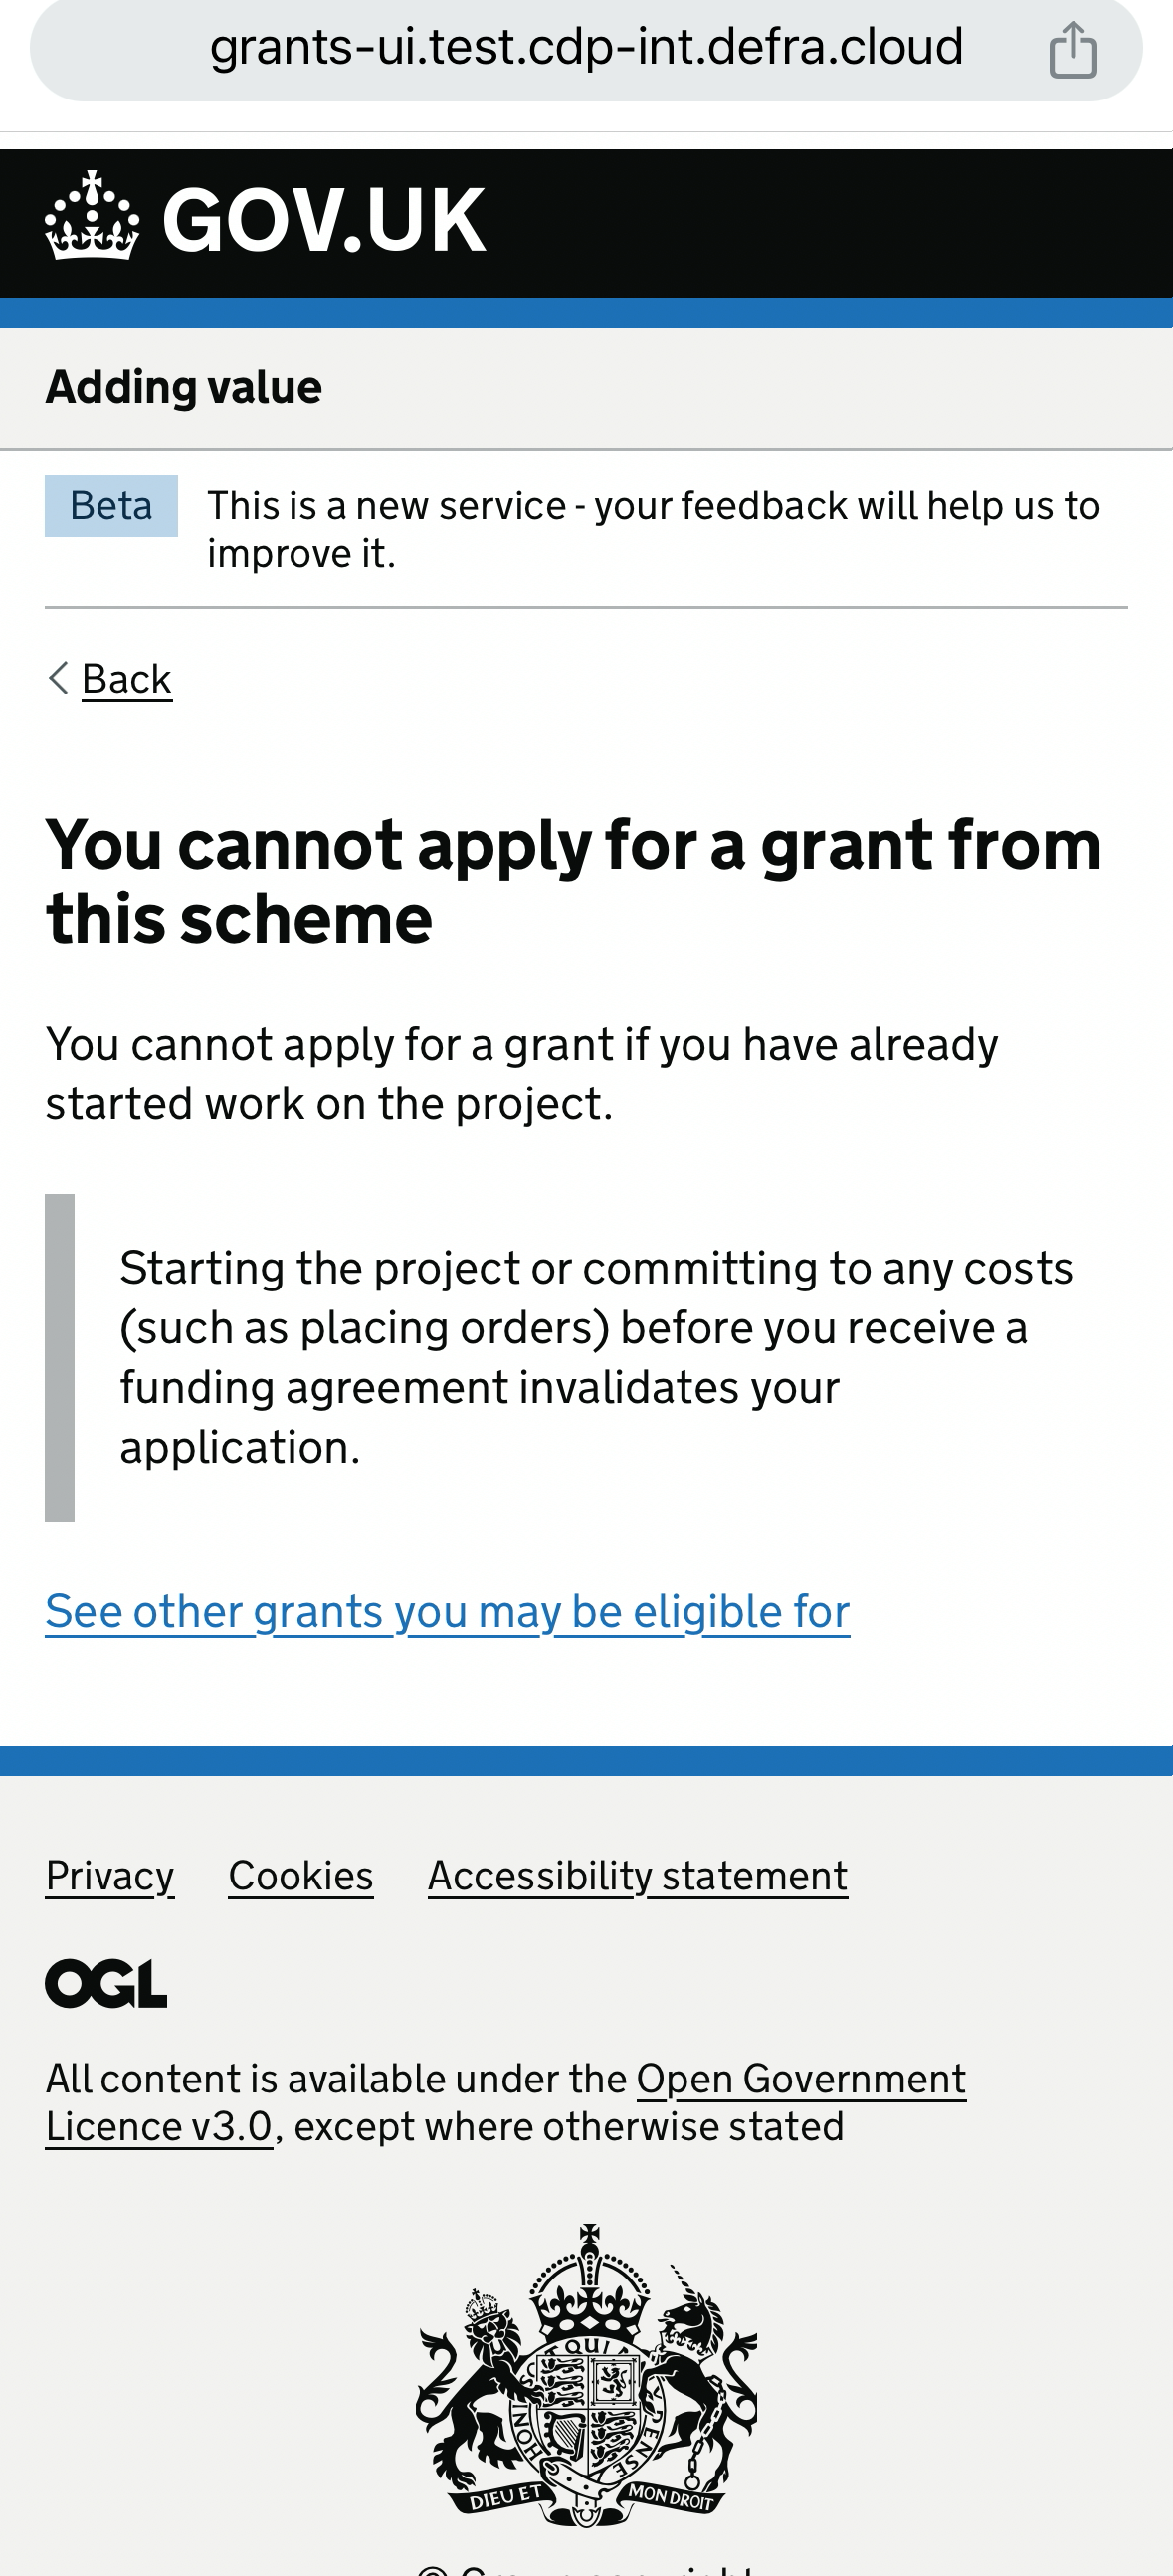 grants-ui.test.cdp-int.defra.cloud
GOV.UK
Adding value
Beta
This is a new service - your feedback will help us to
improve it.
Back
You cannot apply for a grant from
this scheme
You cannot apply for a grant if you have already
started work on the project.
Starting the project or committing to any costs
(such as placing orders) before you receive a
funding agreement invalidates your
application.
See other grants you may be eligible for
Privacy Cookies Accessibility statement
OGL
All content is available under the Open Government
Licence v3.0, except where otherwise stated
QUI
HONI
PENSE
DIEU ET MON DROIT